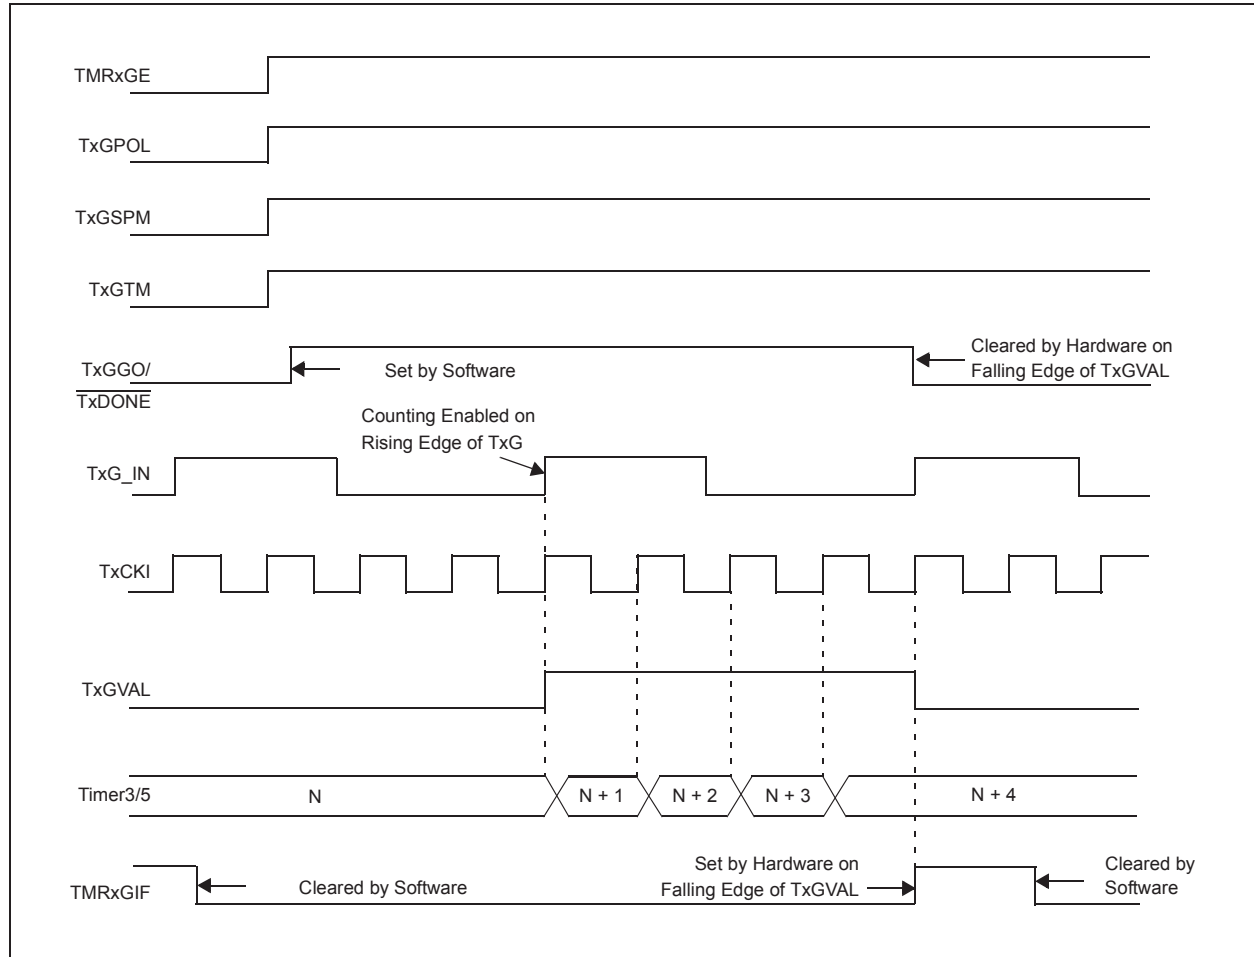 TMRxGE
TxGPOL
TxGSPM
TxGTM
TxGGO/
TxDONE
Set by Software
Cleared by Hardware on
Falling Edge of TxGVAL
Counting Enabled on
Rising Edge of TxG
TxG_IN
TxCKI
TxGVAL
Timer3/5
N
N + 1
N + 2
N + 3
N + 4
TMRxGIF
Cleared by Software
Set by Hardware on
Falling Edge of TxGVAL
Cleared by
Software